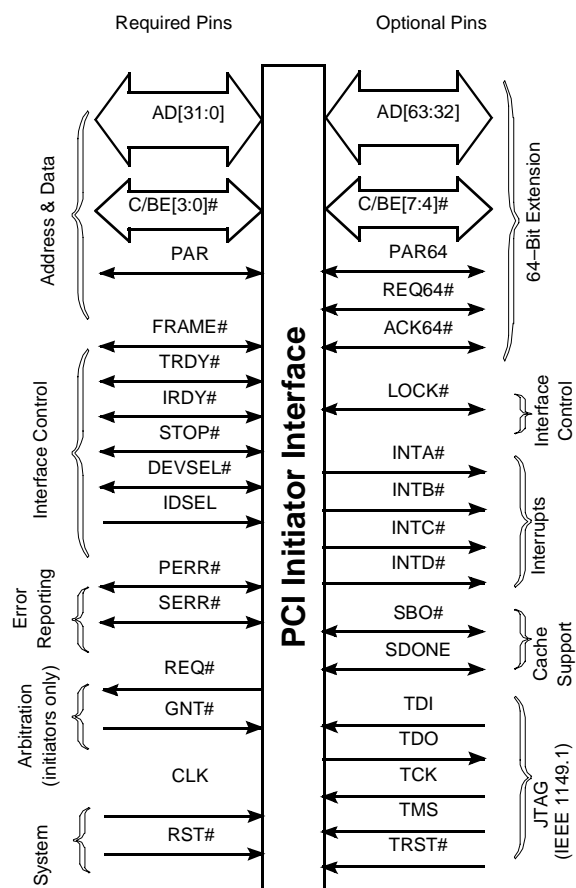 Required Pins
Optional Pins
Address & Data
AD[31:0]
C/BE[3:0]#
PAR
Interface Control
FRAME#
TRDY#
IRDY#
STOP#
DEVSEL#
IDSEL
Error
Reporting
PERR#
SERR#
Arbitration
(initiators only)
REQ#
GNT#
System
CLK
RST#
PCI Initiator Interface
AD[63:32]
C/BE[7:4]#
PAR64
REQ64#
ACK64#
64–Bit Extension
LOCK#
Interface
Control
INTA#
INTB#
INTC#
INTD#
Interrupts
SBO#
SDONE
Cache
Support
TDI
TDO
TCK
TMS
TRST#
JTAG
(IEEE 1149.1)